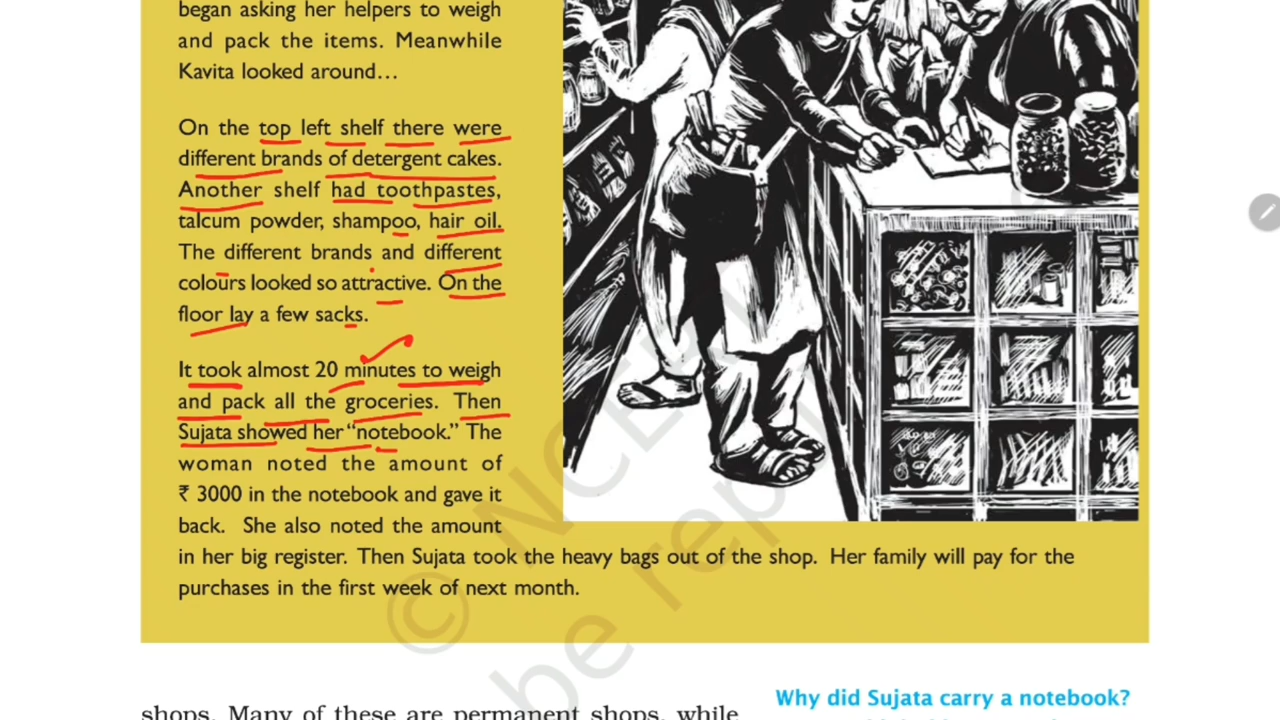 began asking her helpers to weigh
and pack the items. Meanwhile
Kavita looked around…
On the top left shelf there were
different brands of detergent cakes.
Another shelf had toothpastes,
talcum powder, shampoo, hair oil.
The different brands and different
colours looked so attractive. On the
floor lay a few sacks.
It took almost 20 minutes to weigh
and pack all the groceries. Then
Sujata showed her “notebook.” The
woman noted the amount of
₹ 3000 in the notebook and gave it
back. She also noted the amount
in her big register. Then Sujata took the heavy bags out of the shop. Her family will pay for the
purchases in the first week of next month.
shops. Many of these are permanent shops, while
Why did Sujata carry a notebook?